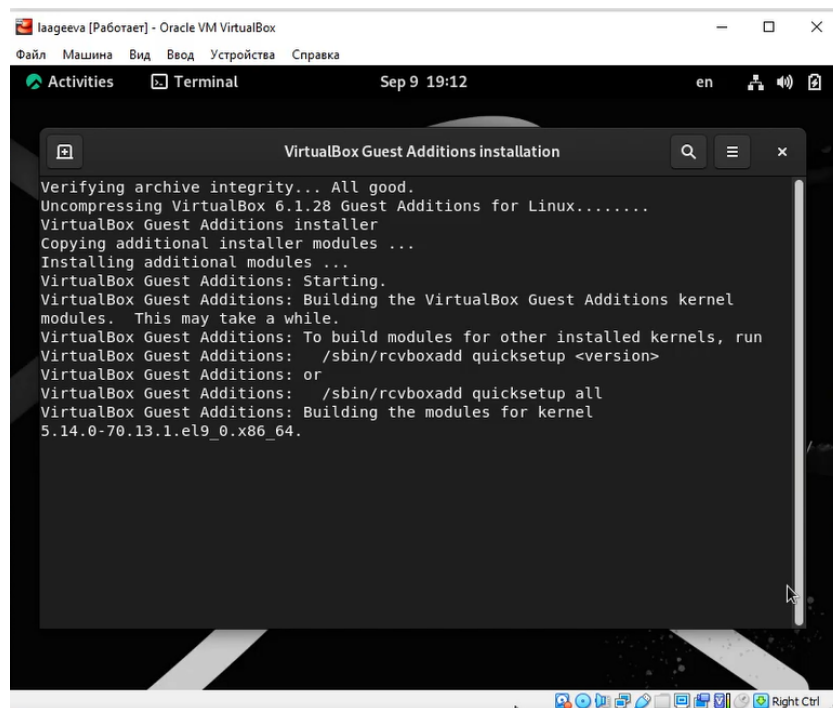 laageeva [Работает] - Oracle VM VirtualBox
Файл Машина Вид Ввод Устройства Справка
Activities Terminal Sep 9 19:12 en
VirtualBox Guest Additions installation
Verifying archive integrity... All good.
Uncompressing VirtualBox 6.1.28 Guest Additions for Linux........
VirtualBox Guest Additions installer
Copying additional installer modules ...
Installing additional modules ...
VirtualBox Guest Additions: Starting.
VirtualBox Guest Additions: Building the VirtualBox Guest Additions kernel
modules.  This may take a while.
VirtualBox Guest Additions: To build modules for other installed kernels, run
VirtualBox Guest Additions:   /sbin/rcvboxadd quicksetup <version>
VirtualBox Guest Additions: or
VirtualBox Guest Additions:   /sbin/rcvboxadd quicksetup all
VirtualBox Guest Additions: Building the modules for kernel
5.14.0-70.13.1.el9_0.x86_64.
Right Ctrl